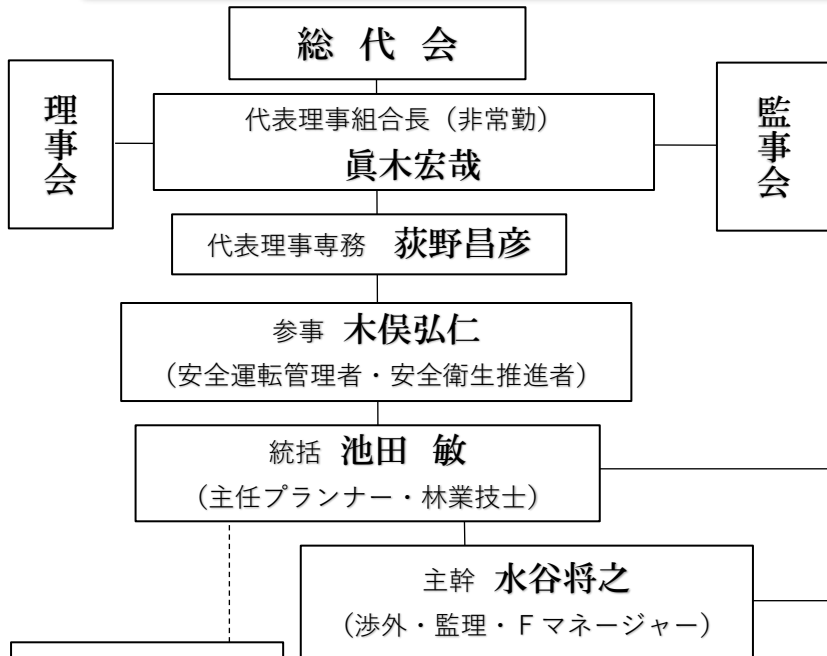 総 代 会
理事会
代表理事組合長（非常勤）
眞木宏哉
監事会
代表理事専務 荻野昌彦
参事 木俣弘仁
（安全運転管理者・安全衛生推進者）
統括 池田 敏
（主任プランナー・林業技士）
主幹 水谷将之
（渉外・監理・Ｆマネージャー）